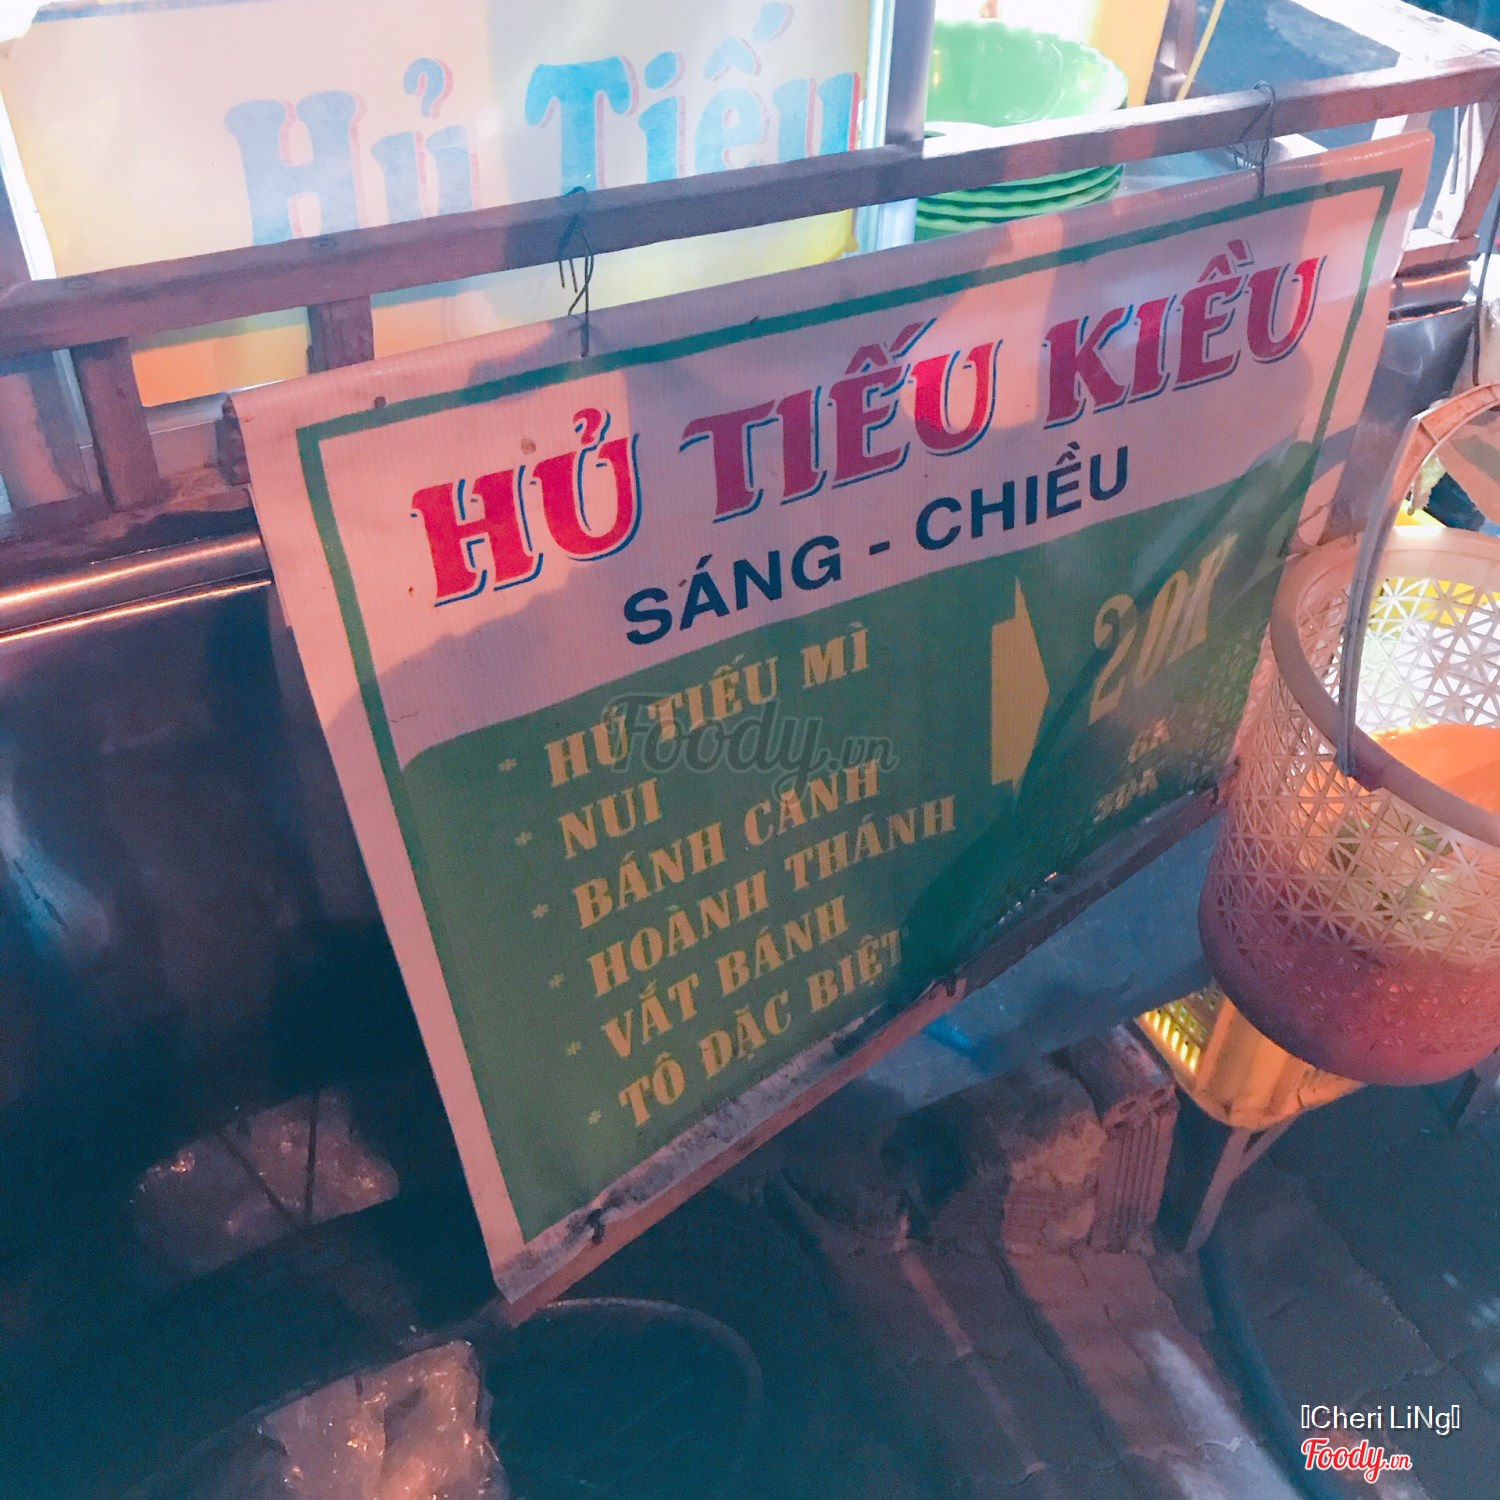 Hủ Tiếu
HỦ TIẾU KIỀU
SÁNG - CHIỀU
* HỦ TIẾU MÌ
* NUI
* BÁNH CANH
* HOÀNH THÁNH
* VẮT BÁNH
* TÔ ĐẶC BIỆT
20K
30K
Foody.vn
Cheri LiNg
Foody.vn